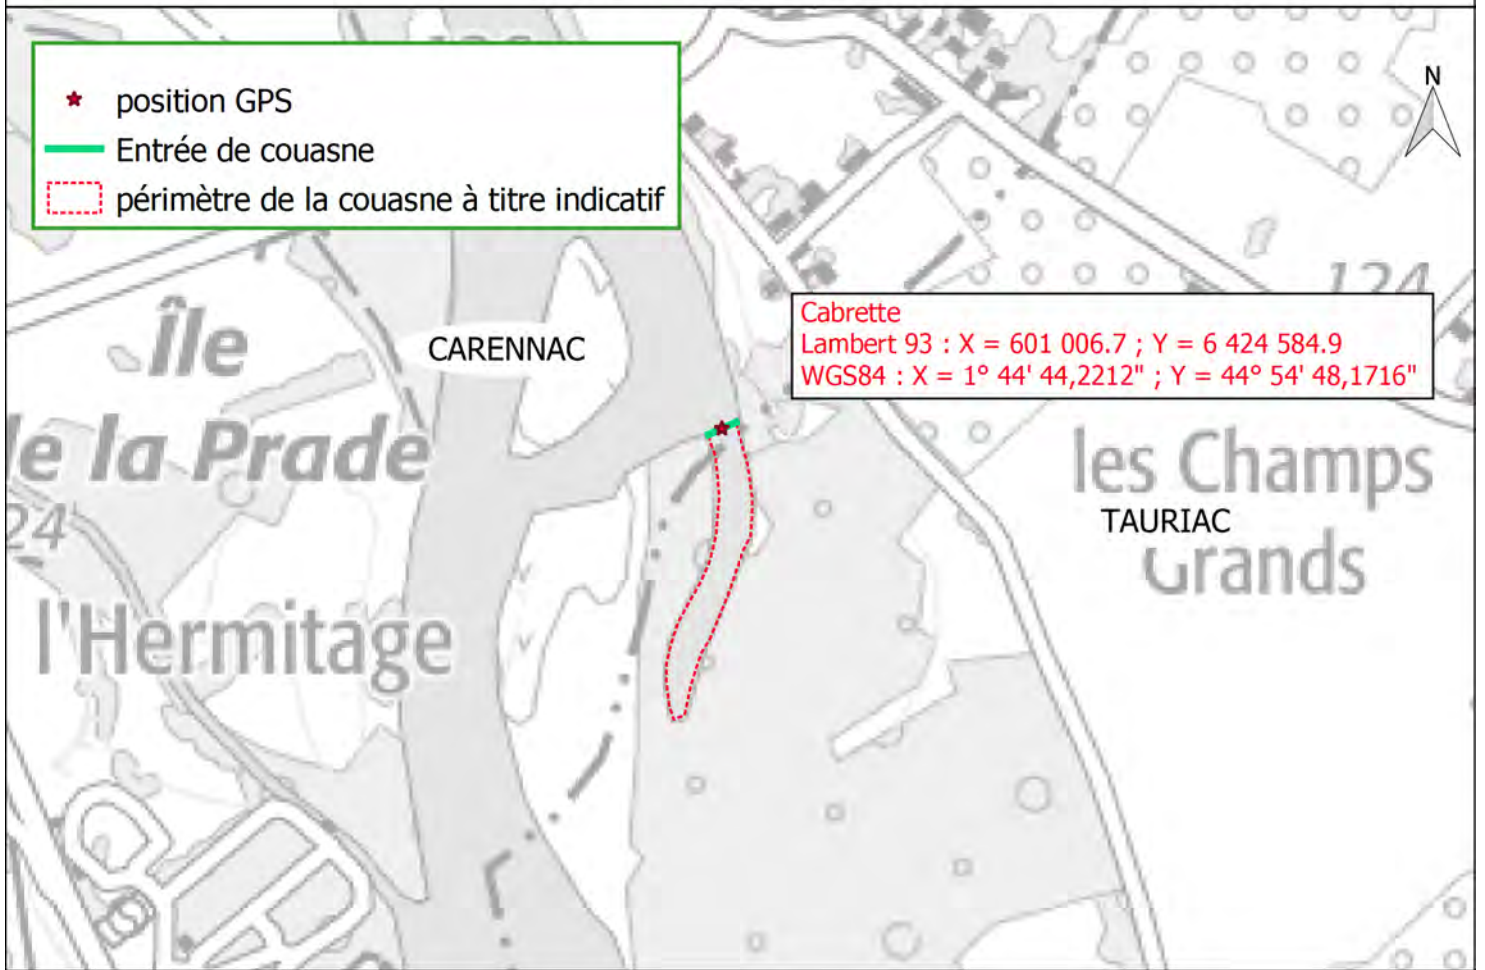 position GPS
Entrée de couasne
périmètre de la couasne à titre indicatif
N
124
Cabrette
Lambert 93 : X = 601 006.7 ; Y = 6 424 584.9
WGS84 : X = 1° 44' 44,2212" ; Y = 44° 54' 48,1716"
Île
e la Prade
CARENNAC
24
les Champs
Grands
TAURIAC
l'Hermitage